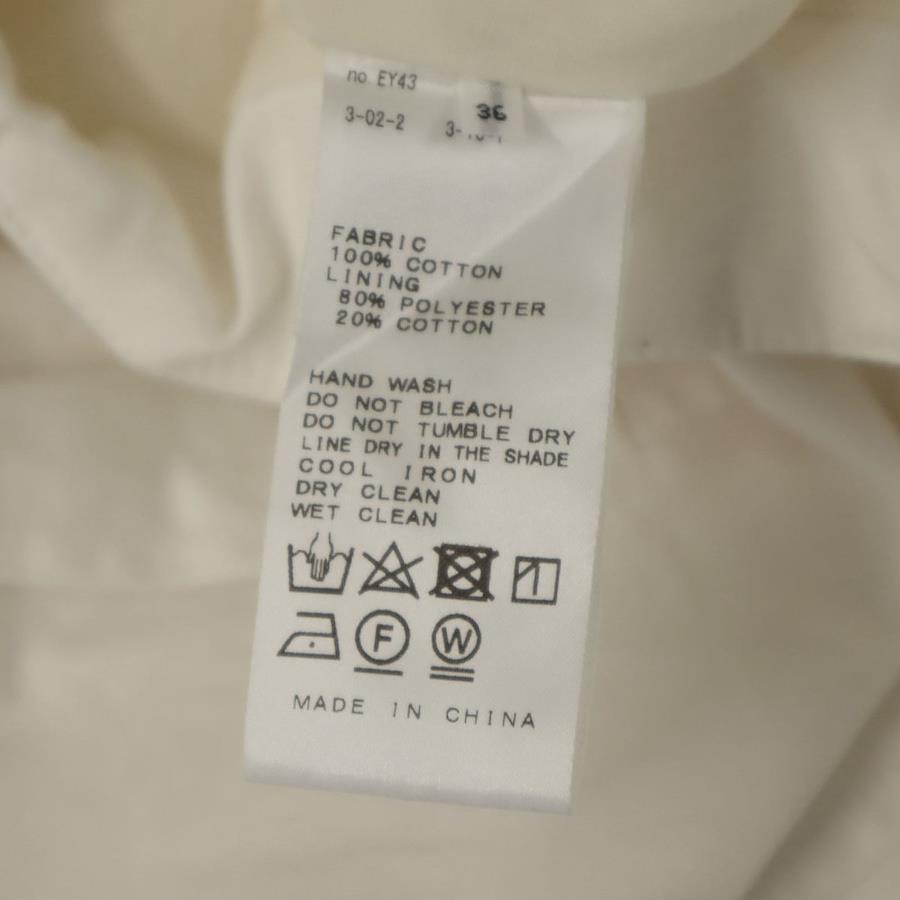 no. EY43
36
3-02-2
FABRIC
100% COTTON
LINING
80% POLYESTER
20% COTTON
HAND WASH
DO NOT BLEACH
DO NOT TUMBLE DRY
LINE DRY IN THE SHADE
COOL IRON
DRY CLEAN
WET CLEAN
F
W
MADE IN CHINA